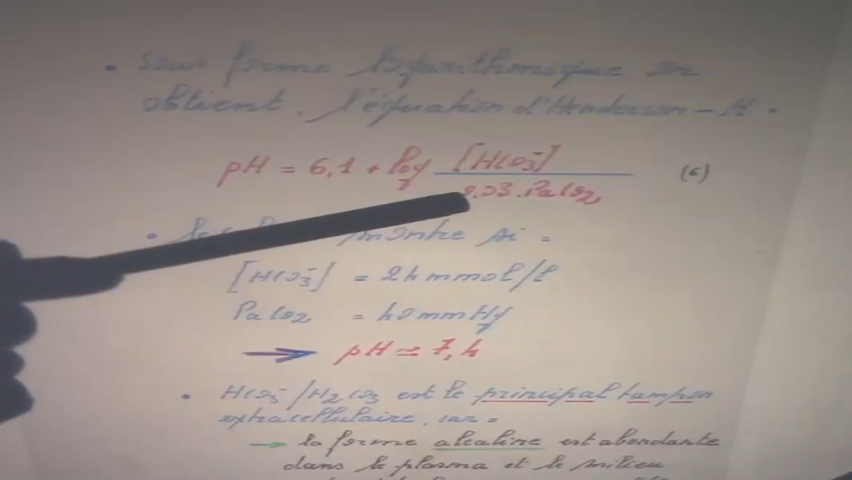 • sous forme logarithmique on
obtient, l'équation d'Henderson-H.
pH = 6,1 + log [HCO3-] / 0.03.PaCO2 (6)
• montre si =
[HCO3-] = 24 mmol/l
PaCO2 = 40 mmHg
→ pH ≃ 7,4
• HCO3-/H2CO3 est le principal tampon
extracellulaire, car =
→ la forme alcaline est abondante
dans le plasma et le milieu